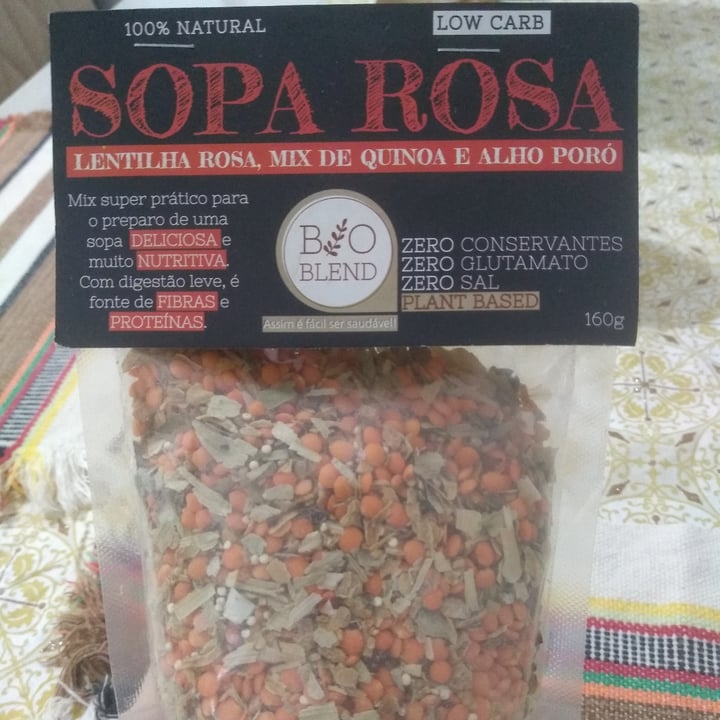 100% NATURAL
LOW CARB
SOPA ROSA
LENTILHA ROSA, MIX DE QUINOA E ALHO PORÓ
Mix super prático para
o preparo de uma
sopa DELICIOSA e
muito NUTRITIVA.
Com digestão leve, é
fonte de FIBRAS e
PROTEÍNAS.
BIO
BLEND
Assim é fácil ser saudável!
ZERO CONSERVANTES
ZERO GLUTAMATO
ZERO SAL
PLANT BASED
160g